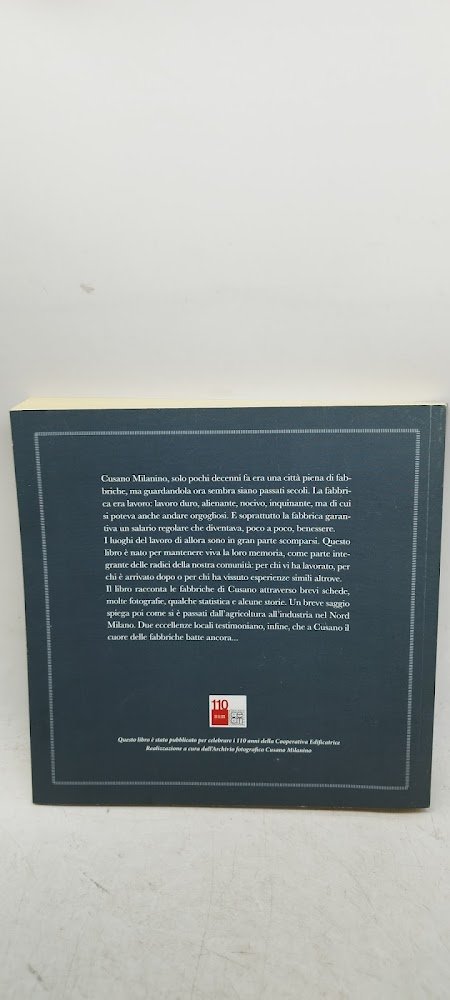 Cusano Milanino, solo pochi decenni fa era una città piena di fab-
briche, ma guardandola ora sembra siano passati secoli. La fabbri-
ca era lavoro: lavoro duro, alienante, nocivo, inquinante, ma di cui
si poteva anche andare orgogliosi. E soprattutto la fabbrica garan-
tiva un salario regolare che diventava, poco a poco, benessere.
I luoghi del lavoro di allora sono in gran parte scomparsi. Questo
libro è nato per mantenere viva la loro memoria, come parte inte-
grante delle radici della nostra comunità: per chi vi ha lavorato, per
chi è arrivato dopo o per chi ha vissuto esperienze simili altrove.
Il libro racconta le fabbriche di Cusano attraverso brevi schede,
molte fotografie, qualche statistica e alcune storie. Un breve saggio
spiega poi come si è passati dall'agricoltura all'industria nel Nord
Milano. Due eccellenze locali testimoniano, infine, che a Cusano il
cuore delle fabbriche batte ancora...
110
Questo libro è stato pubblicato per celebrare i 110 anni della Cooperativa Edificatrice
Realizzazione a cura dall'Archivio fotografico Cusano Milanino